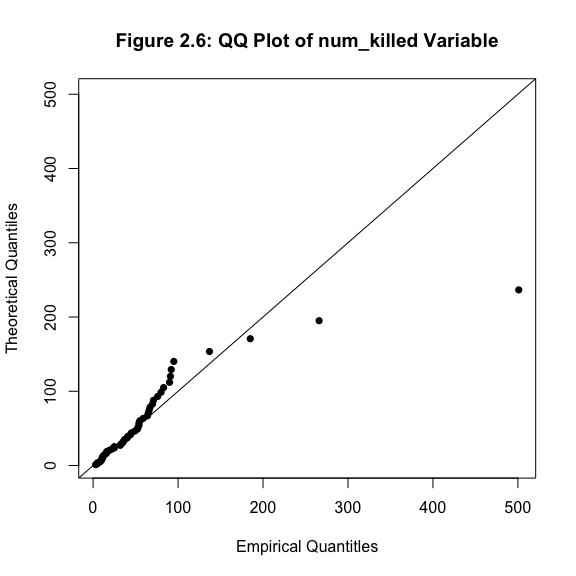 Figure 2.6: QQ Plot of num_killed Variable
500
400
300
200
100
0
Theoretical Quantiles
0 100 200 300 400 500
Empirical Quantitles